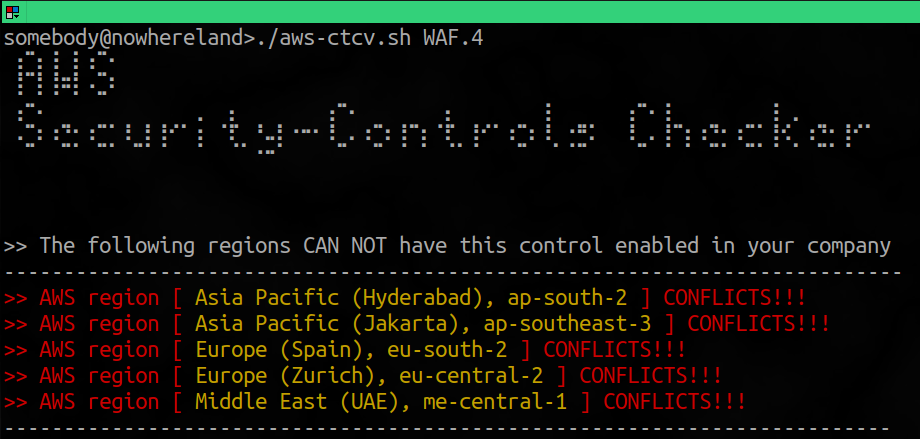 somebody@nowhereland>./aws-ctcv.sh WAF.4
AWS
Security-Controls Checker
>> The following regions CAN NOT have this control enabled in your company
---------------------------------------------------------------------------
>> AWS region [ Asia Pacific (Hyderabad), ap-south-2 ] CONFLICTS!!!
>> AWS region [ Asia Pacific (Jakarta), ap-southeast-3 ] CONFLICTS!!!
>> AWS region [ Europe (Spain), eu-south-2 ] CONFLICTS!!!
>> AWS region [ Europe (Zurich), eu-central-2 ] CONFLICTS!!!
>> AWS region [ Middle East (UAE), me-central-1 ] CONFLICTS!!!
--------------------------------------------------------------------------